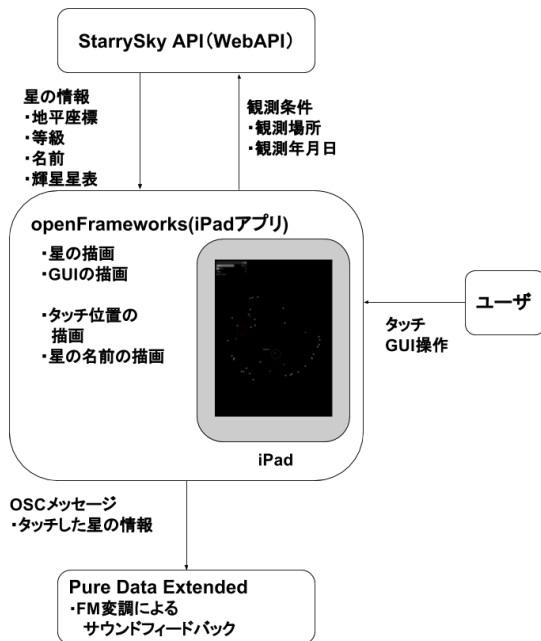 StarrySky API（WebAPI）
星の情報
・地平座標
・等級
・名前
・輝星星表
観測条件
・観測場所
・観測年月日
openFrameworks(iPadアプリ)
・星の描画
・GUIの描画
・タッチ位置の
描画
・星の名前の描画
iPad
ユーザ
タッチ
GUI操作
OSCメッセージ
・タッチした星の情報
Pure Data Extended
・FM変調による
サウンドフィードバック